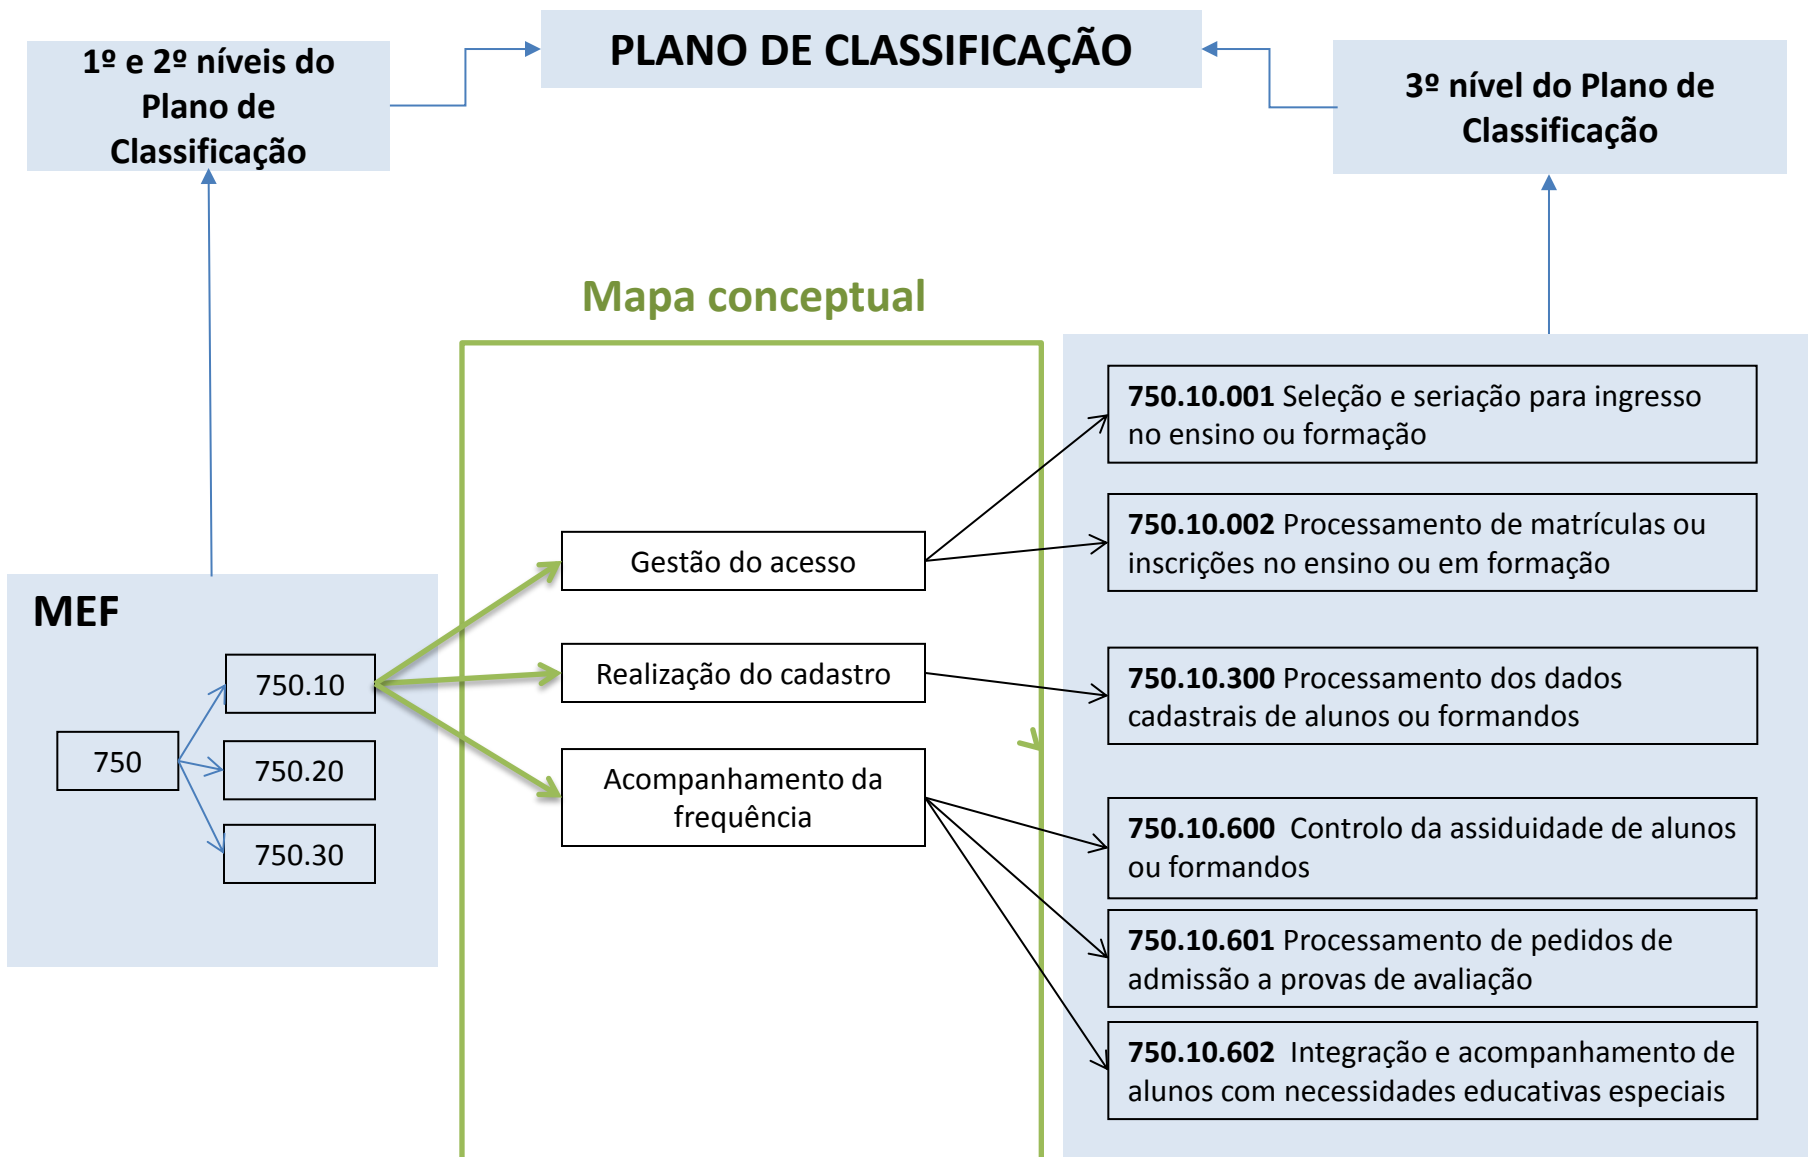 1º e 2º níveis do
Plano de
Classificação
PLANO DE CLASSIFICAÇÃO
3º nível do Plano de
Classificação
Mapa conceptual
MEF
750
750.10
750.20
750.30
Gestão do acesso
Realização do cadastro
Acompanhamento da
frequência
750.10.001 Seleção e seriação para ingresso
no ensino ou formação
750.10.002 Processamento de matrículas ou
inscrições no ensino ou em formação
750.10.300 Processamento dos dados
cadastrais de alunos ou formandos
750.10.600 Controlo da assiduidade de alunos
ou formandos
750.10.601 Processamento de pedidos de
admissão a provas de avaliação
750.10.602 Integração e acompanhamento de
alunos com necessidades educativas especiais